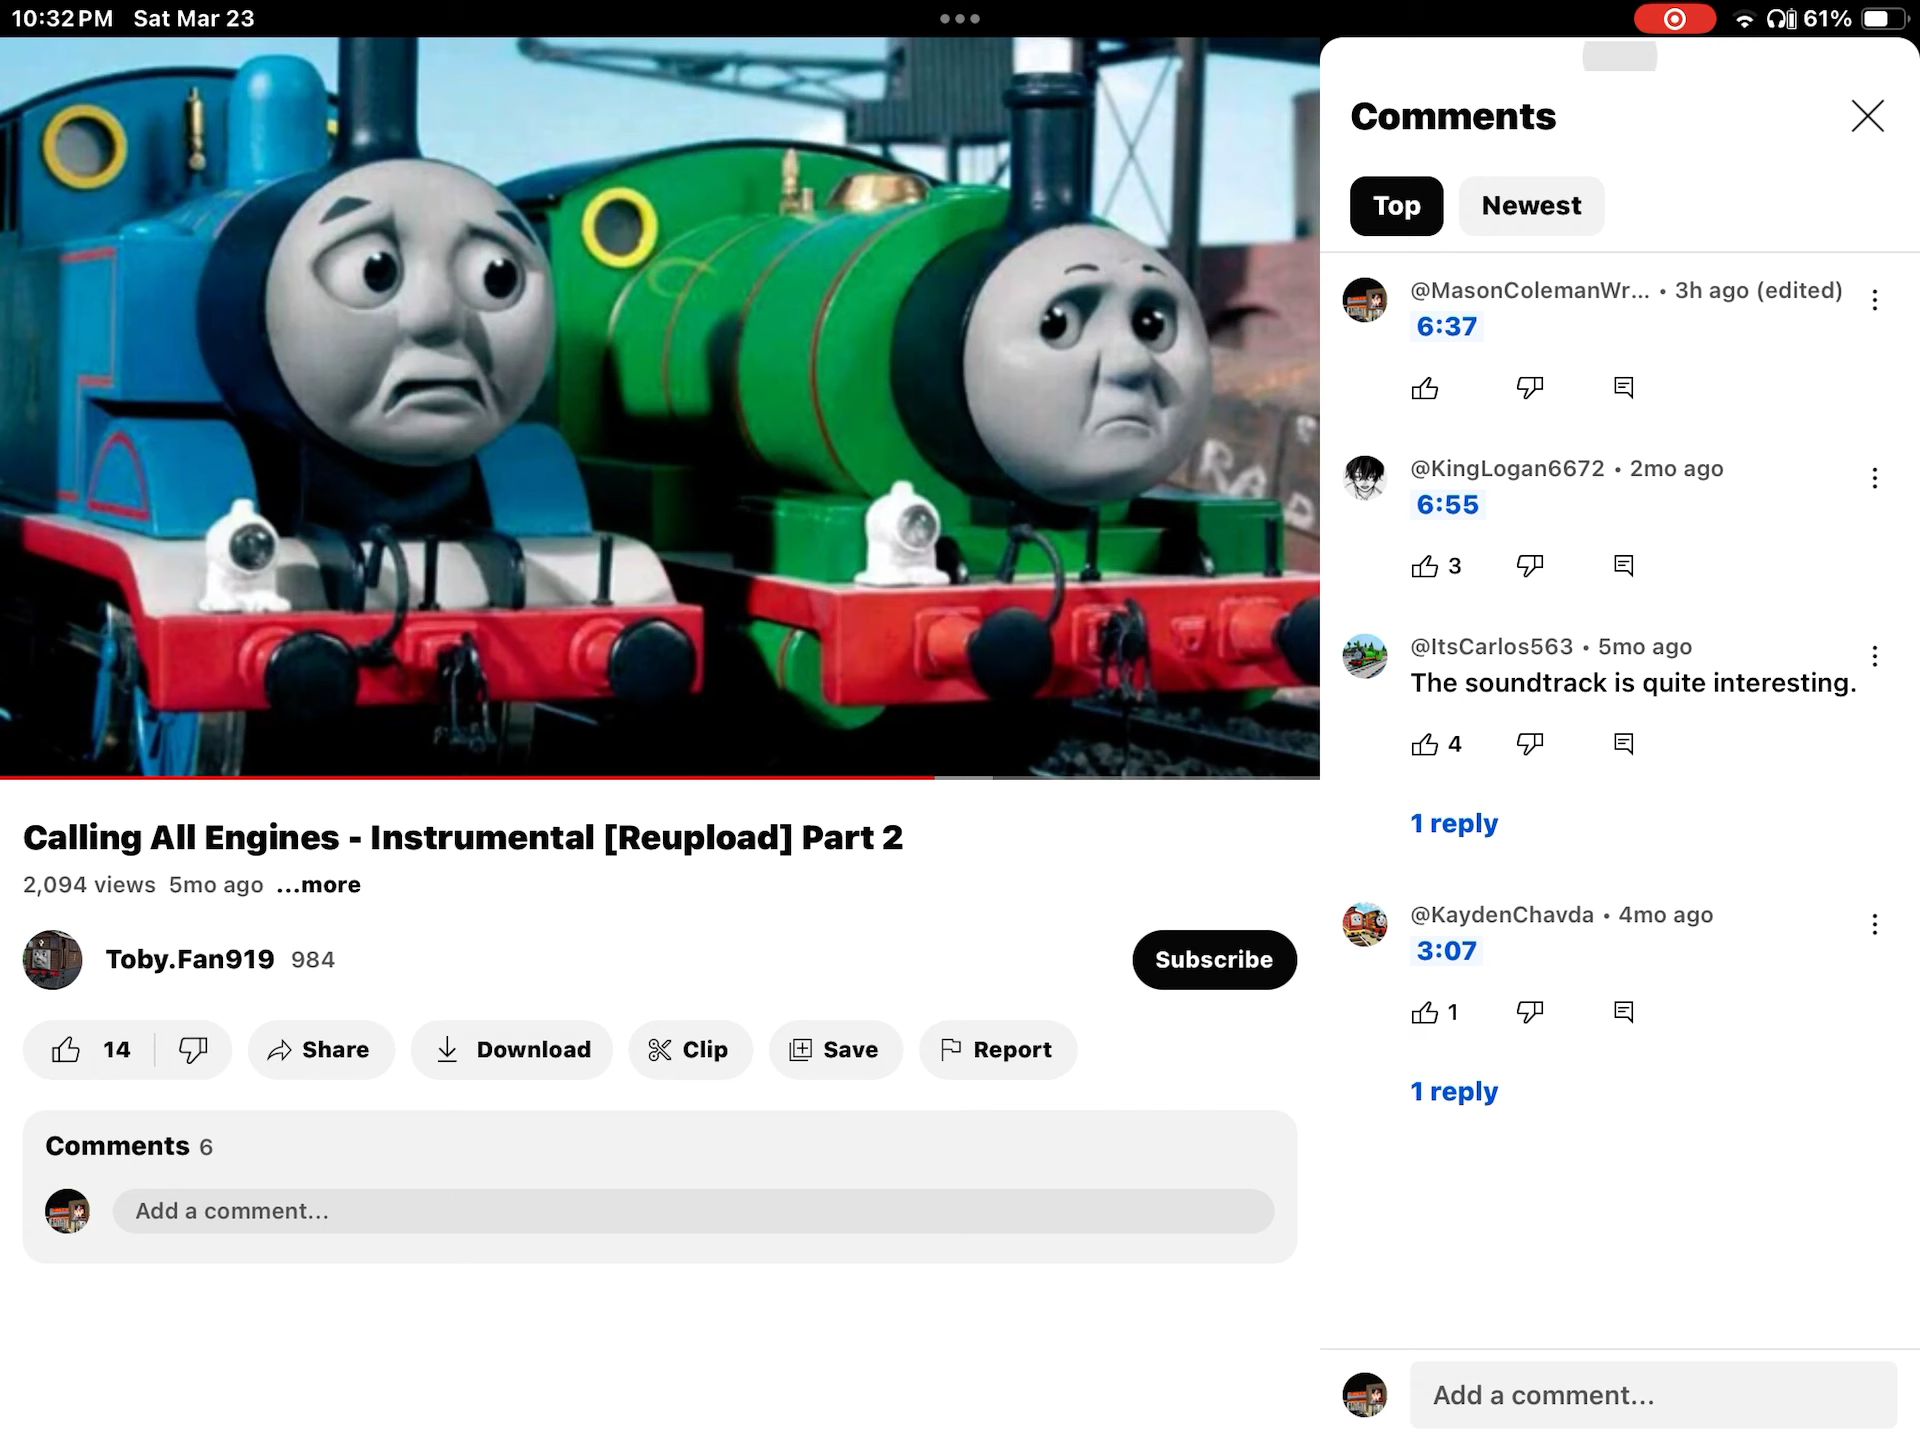 10:32 PM Sat Mar 23
61%
Comments
Top Newest
@MasonColemanWr... • 3h ago (edited)
6:37
@KingLogan6672 • 2mo ago
6:55
3
@ItsCarlos563 • 5mo ago
The soundtrack is quite interesting.
4
1 reply
@KaydenChavda • 4mo ago
3:07
1
1 reply
Add a comment...
Calling All Engines - Instrumental [Reupload] Part 2
2,094 views 5mo ago ...more
Toby.Fan919 984
Subscribe
14 Share Download Clip Save Report
Comments 6
Add a comment...